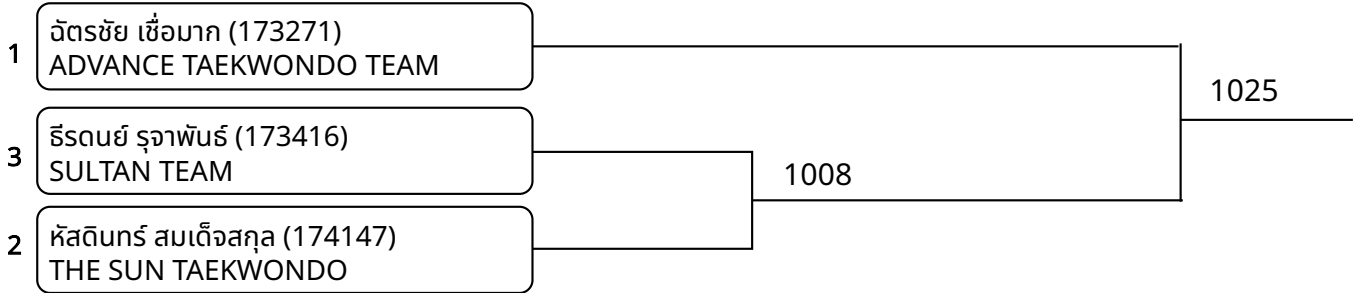 1
ฉัตรชัย เชื่อมาก (173271)
ADVANCE TAEKWONDO TEAM
1025
3
ธีรดนย์ รุจาพันธ์ (173416)
SULTAN TEAM
1008
2
หัสดินทร์ สมเด็จสกุล (174147)
THE SUN TAEKWONDO